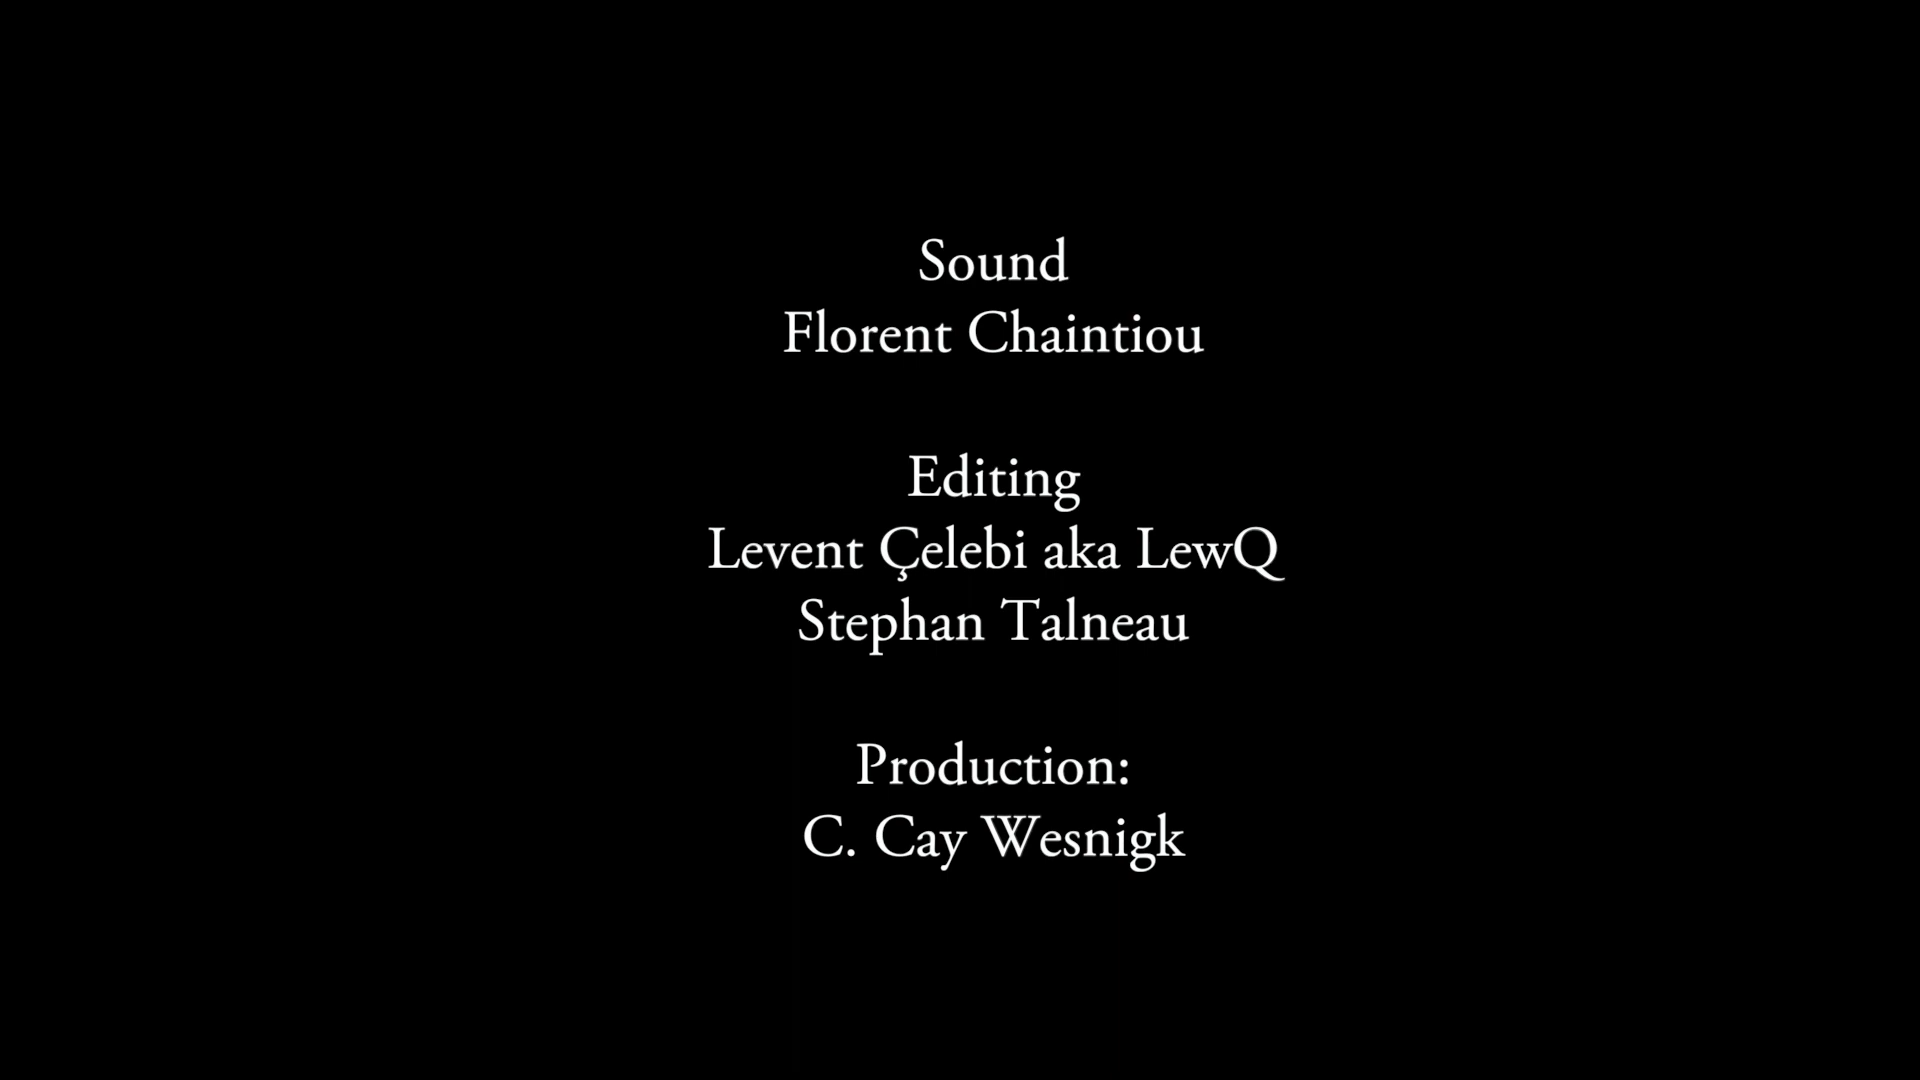 Sound
Florent Chaintiou
Editing
Levent Çelebi aka LewQ
Stephan Talneau
Production:
C. Cay Wesnigk